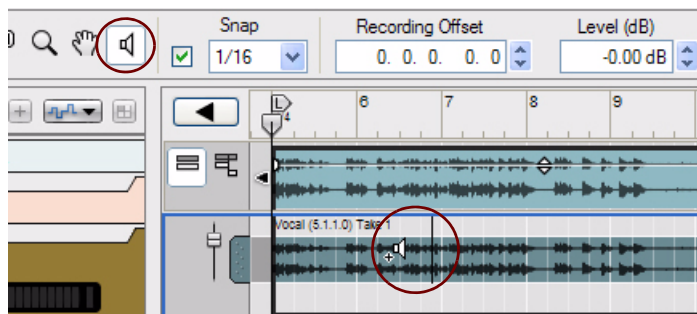 Snap
Recording Offset
Level (dB)
1/16
0. 0. 0. 0. 0
-0.00 dB
L
4
6
7
8
9
Vocal (5.1.1.0) Take 1